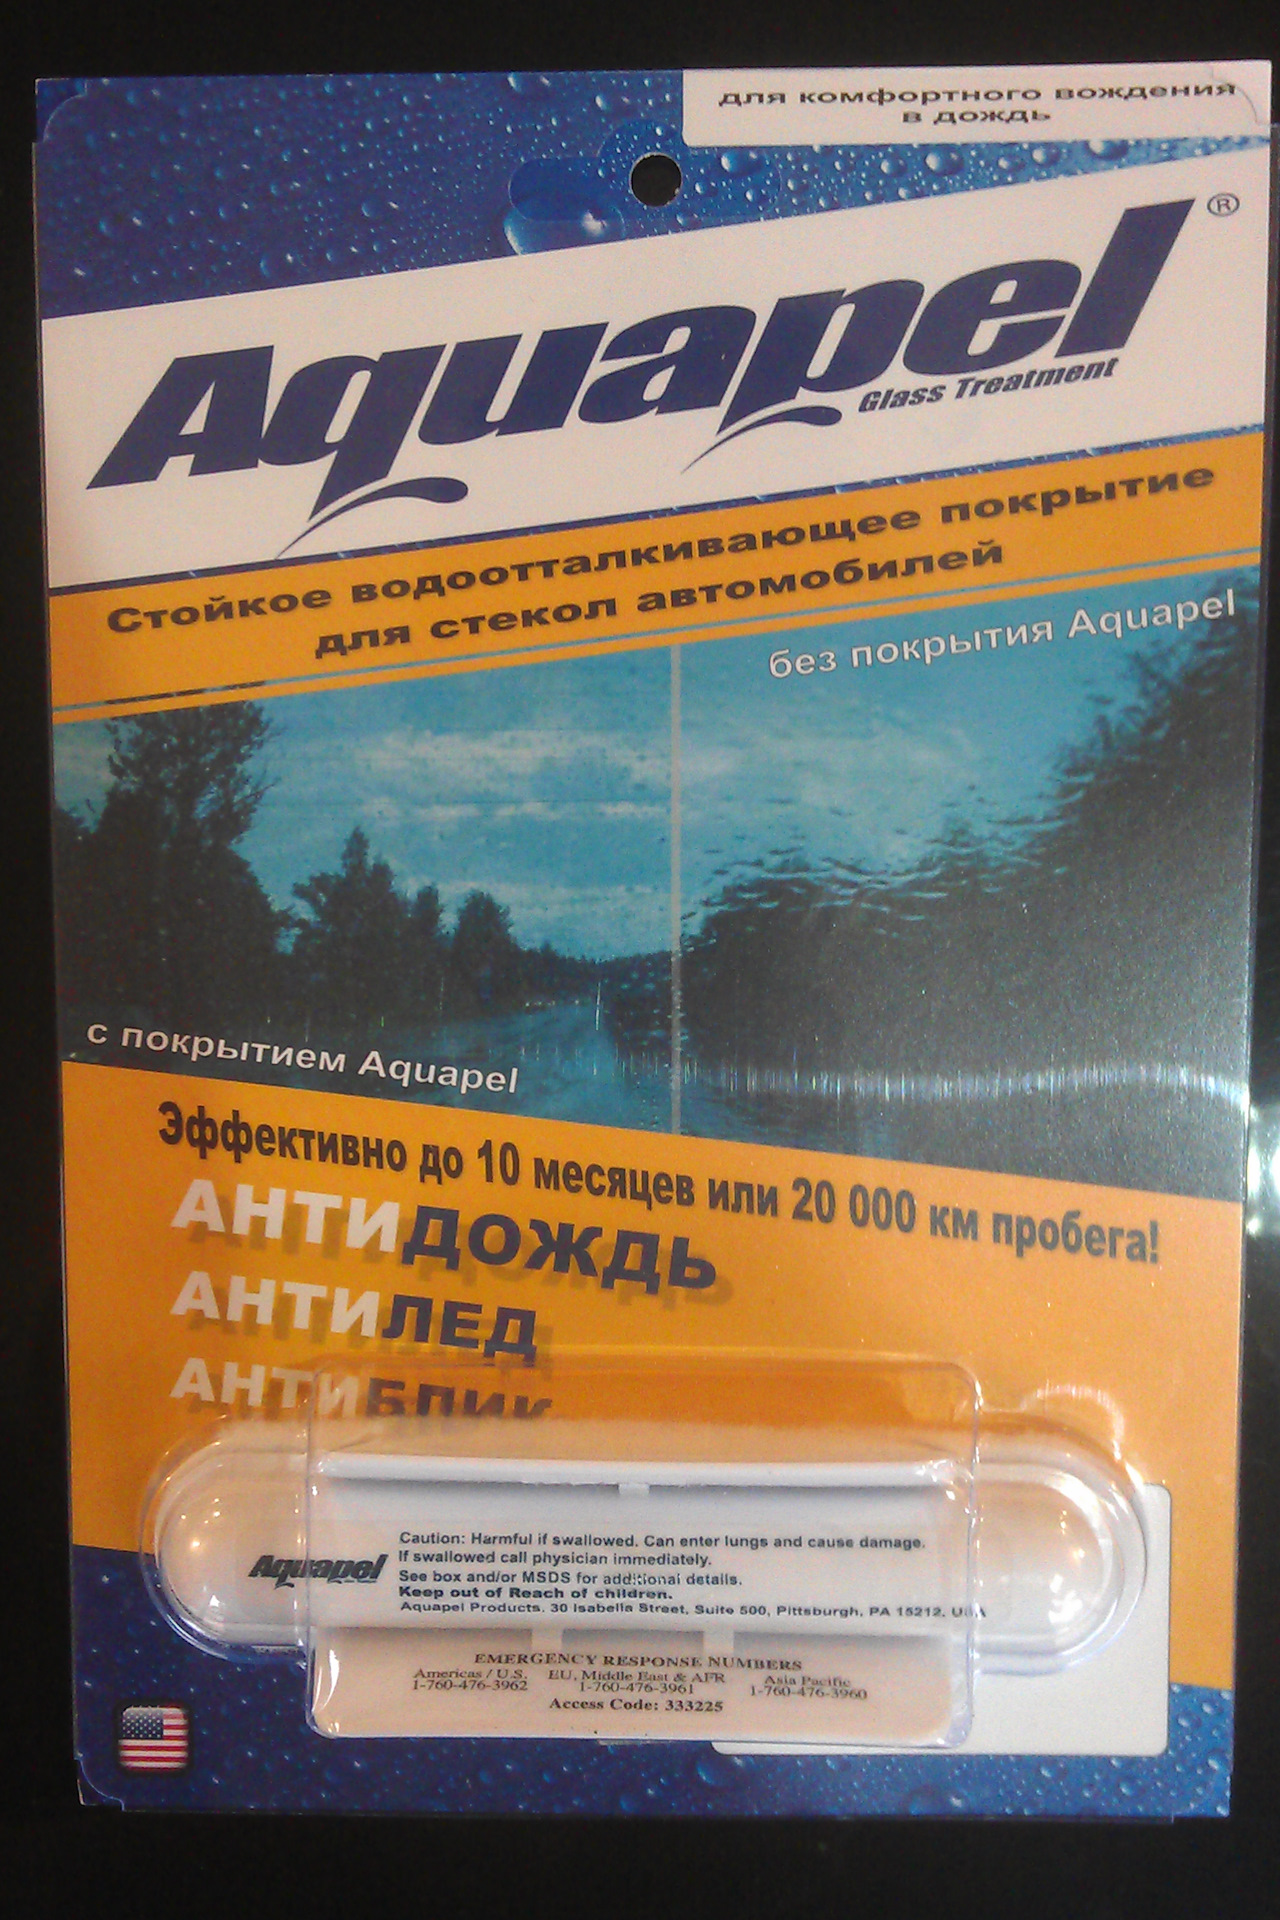 для комфортного вождения
в дождь
Aquapel®
Glass Treatment
Стойкое водоотталкивающее покрытие
для стекол автомобилей
без покрытия Aquapel
с покрытием Aquapel
Эффективно до 10 месяцев или 20 000 км пробега!
АНТИДОЖДЬ
АНТИЛЕД
АНТИБЛИК
Aquapel
Caution: Harmful if swallowed. Can enter lungs and cause damage.
If swallowed call physician immediately.
See box and/or MSDS for additional details.
Keep out of Reach of children.
Aquapel Products. 30 Isabella Street, Suite 500, Pittsburgh, PA 15212, USA
EMERGENCY RESPONSE NUMBERS
Americas / U.S. EU, Middle East & AFR Asia Pacific
1-760-476-3962 1-760-476-3961 1-760-476-3960
Access Code: 333225